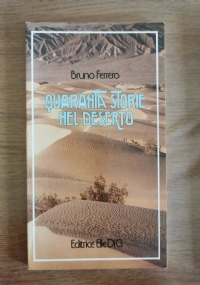 Bruno Ferrero
QUARANTA STORIE
NEL DESERTO
Editrice Elle DI CI